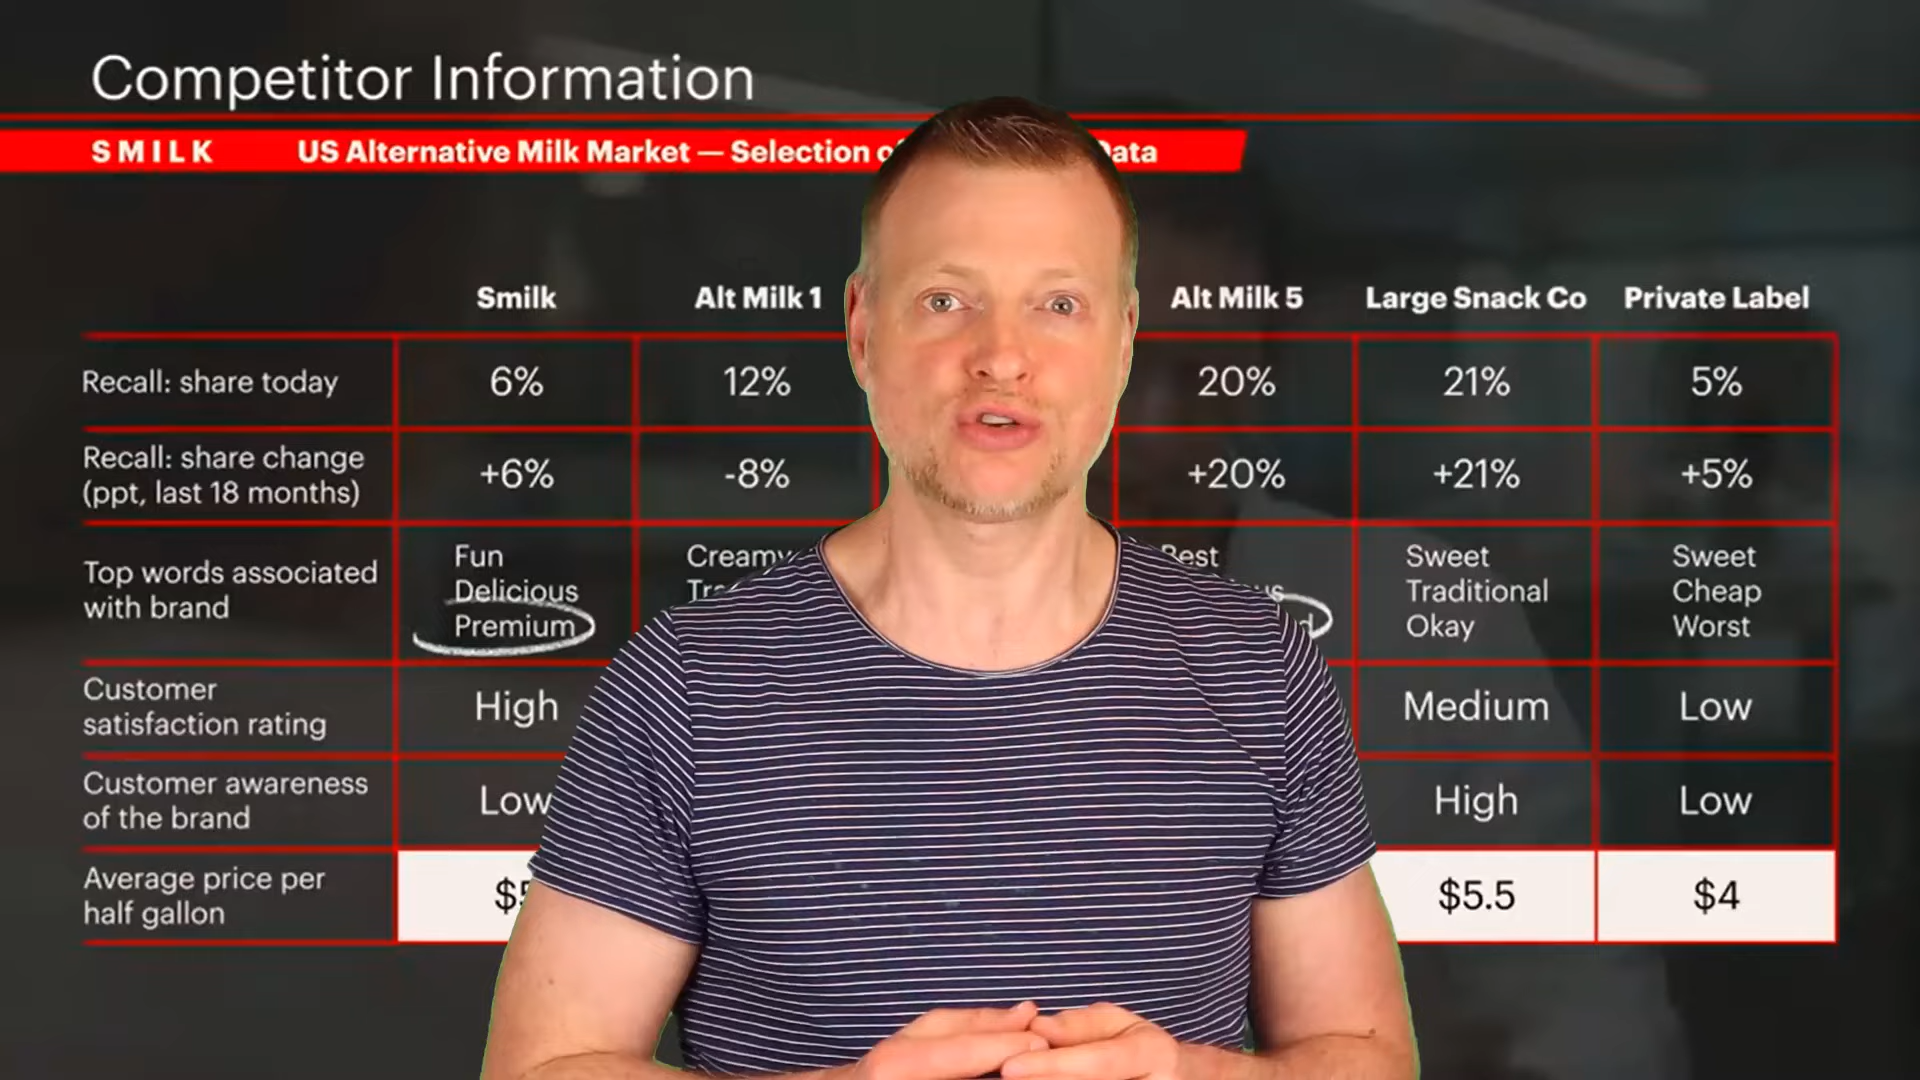 Competitor Information
SMILK US Alternative Milk Market — Selection
Smilk Alt Milk 1 Alt Milk 5 Large Snack Co Private Label
Recall: share today 6% 12% 20% 21% 5%
Recall: share change
(ppt, last 18 months) +6% -8% +20% +21% +5%
Top words associated
with brand
Fun
Delicious
Premium
Creamy
Best
Sweet
Traditional
Okay
Sweet
Cheap
Worst
Customer
satisfaction rating High Medium Low
Customer awareness
of the brand Low High Low
Average price per
half gallon $5.5 $4